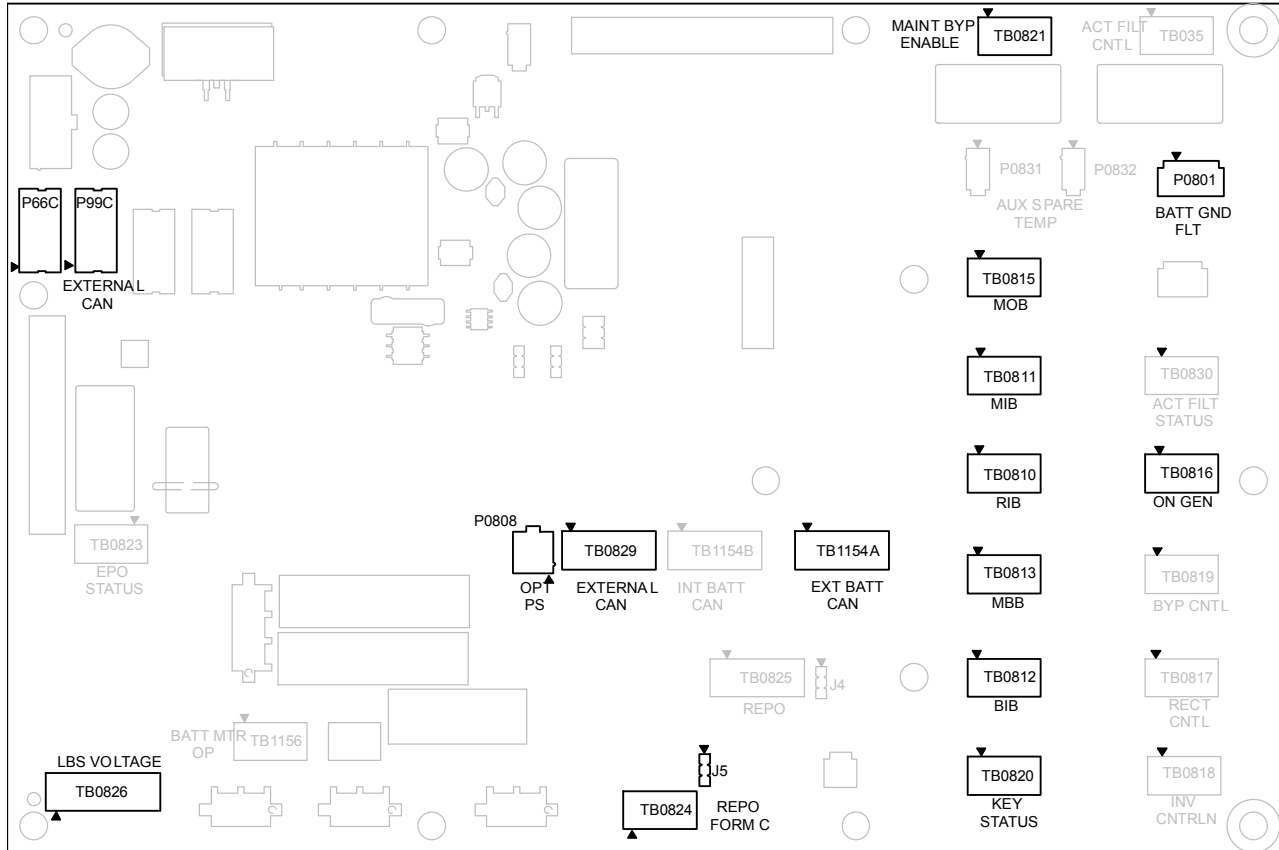 MAINT BYP
ENABLE
TB0821
ACT FILT
CNTL
TB035
P0831
P0832
AUX SPARE
TEMP
P0801
BATT GND
FLT
P66C
P99C
EXTERNAL
CAN
TB0815
MOB
TB0811
MIB
TB0830
ACT FILT
STATUS
TB0810
RIB
TB0816
ON GEN
TB0823
EPO
STATUS
P0808
OPT
PS
TB0829
EXTERNAL
CAN
TB1154B
INT BATT
CAN
TB1154A
EXT BATT
CAN
TB0813
MBB
TB0819
BYP CNTL
TB0825
REPO
J4
TB0812
BIB
TB0817
RECT
CNTL
BATT MTR
OP
TB1156
LBS VOLTAGE
TB0826
J5
TB0824
REPO
FORM C
TB0820
KEY
STATUS
TB0818
INV
CNTRLN